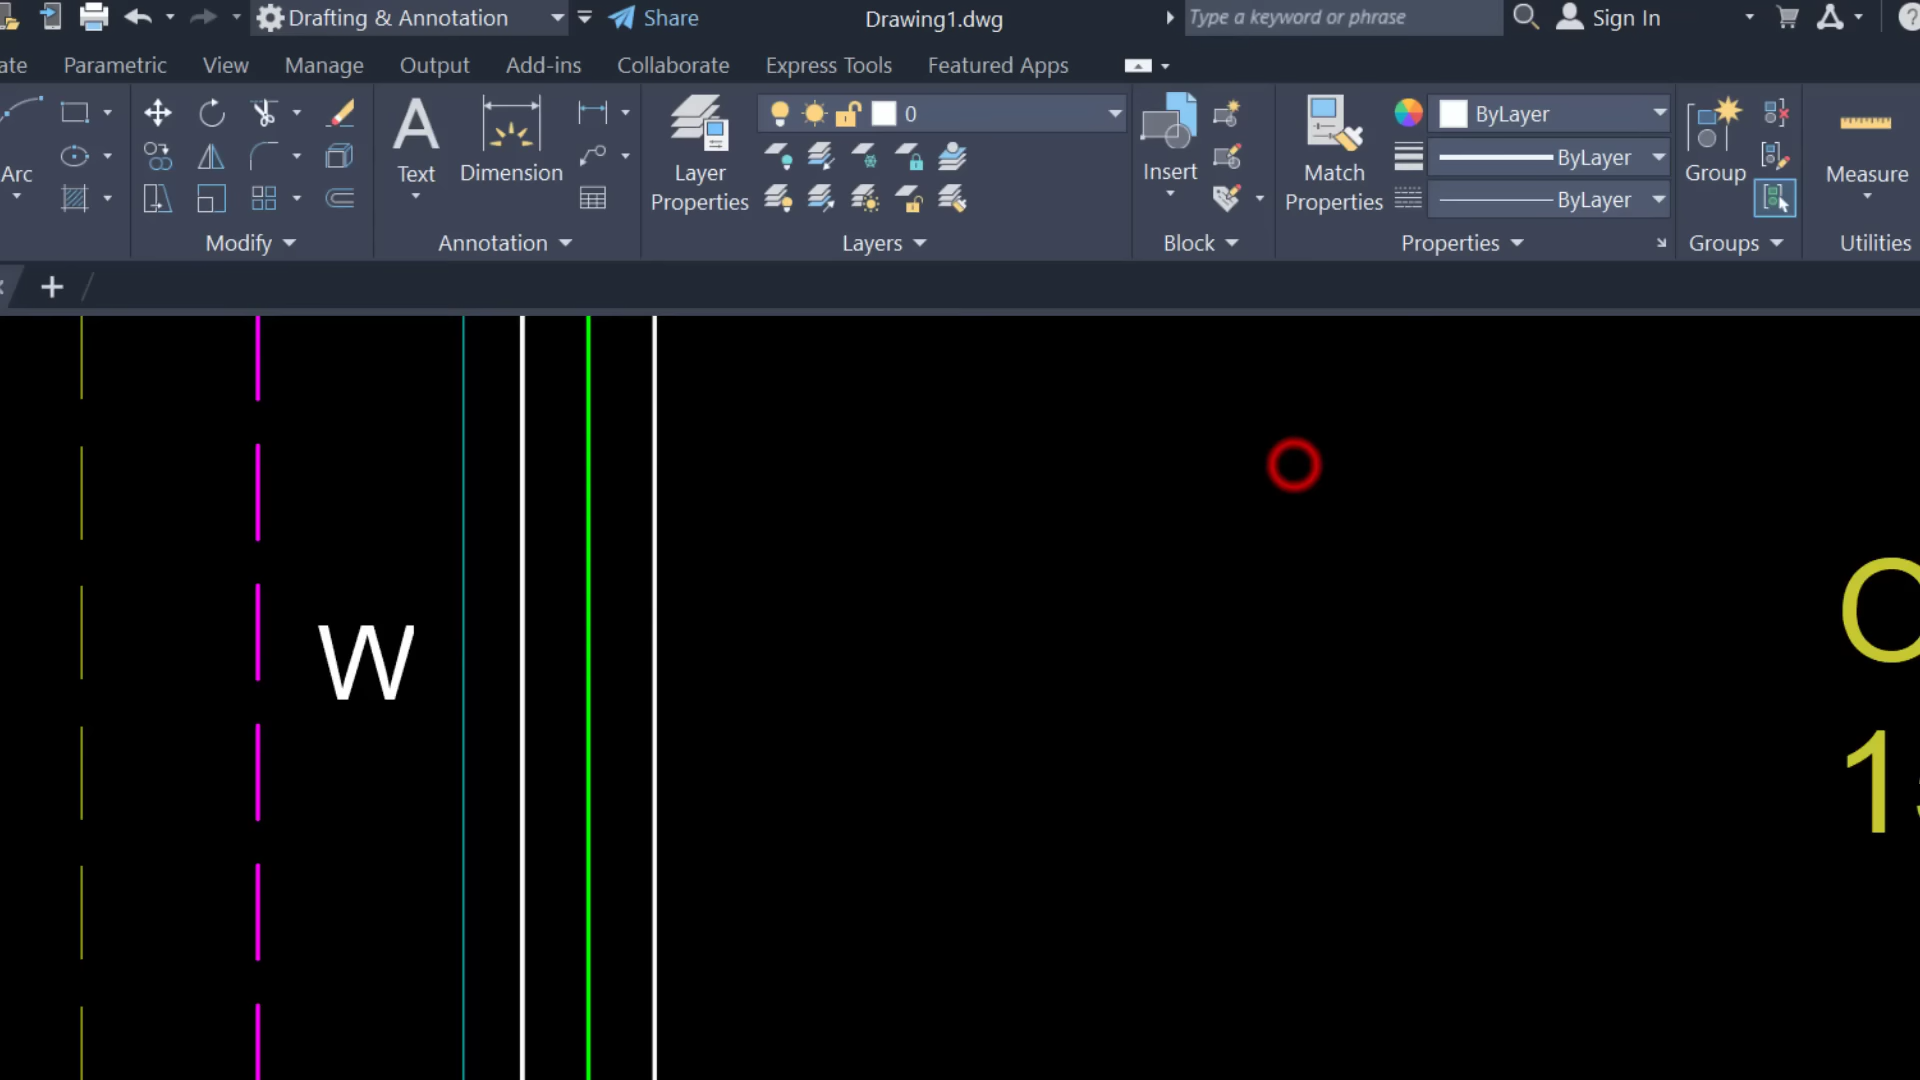 Drafting & Annotation Share Drawing1.dwg Type a keyword or phrase Sign In ?
ate Parametric View Manage Output Add-ins Collaborate Express Tools Featured Apps
0 ByLayer
Arc A Text Dimension Layer Properties Insert Match Properties ByLayer Group Measure
ByLayer
Modify Annotation Layers Block Properties Groups Utilities
+
W
O
1